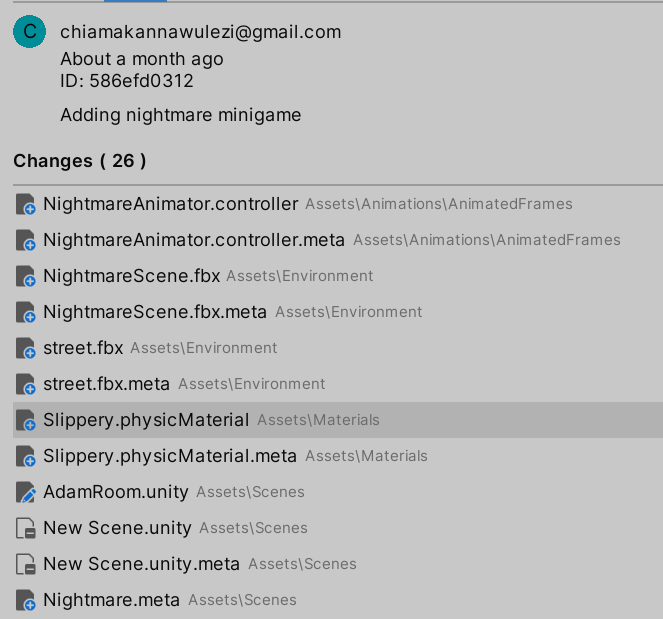 C chiamakannawulezi@gmail.com
About a month ago
ID: 586efd0312
Adding nightmare minigame
Changes ( 26 )
NightmareAnimator.controller Assets\Animations\AnimatedFrames
NightmareAnimator.controller.meta Assets\Animations\AnimatedFrames
NightmareScene.fbx Assets\Environment
NightmareScene.fbx.meta Assets\Environment
street.fbx Assets\Environment
street.fbx.meta Assets\Environment
Slippery.physicMaterial Assets\Materials
Slippery.physicMaterial.meta Assets\Materials
AdamRoom.unity Assets\Scenes
New Scene.unity Assets\Scenes
New Scene.unity.meta Assets\Scenes
Nightmare.meta Assets\Scenes